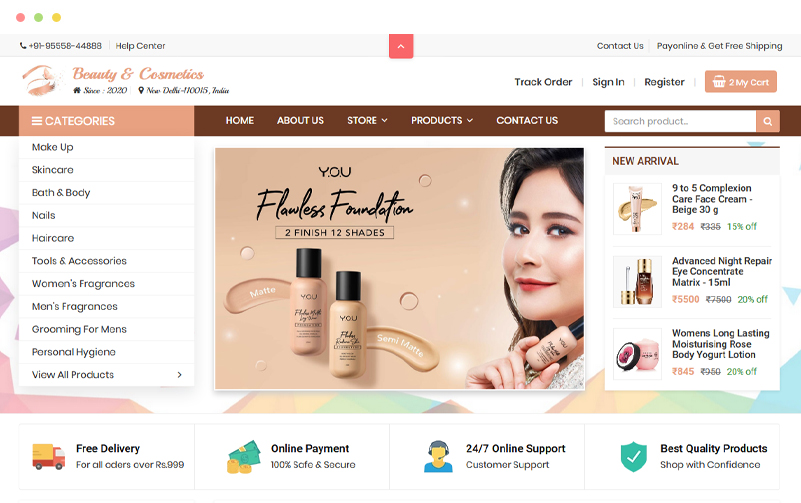 +91-95558-44888 Help Center
Contact Us Payonline & Get Free Shipping
Beauty & Cosmetics
Since : 2020 New Delhi-110015, India
Track Order Sign In Register 2 My Cart
CATEGORIES
HOME ABOUT US STORE PRODUCTS CONTACT US
Search product..
Make Up
Skincare
Bath & Body
Nails
Haircare
Tools & Accessories
Women's Fragrances
Men's Fragrances
Grooming For Mens
Personal Hygiene
View All Products
Y.O.U
Flawless Foundation
2 FINISH 12 SHADES
Matte
Semi Matte
Y.O.U
Y.O.U
NEW ARRIVAL
9 to 5 Complexion
Care Face Cream -
Beige 30 g
₹284 ₹335 15% off
Advanced Night Repair
Eye Concentrate
Matrix - 15ml
₹5500 ₹7500 20% off
Womens Long Lasting
Moisturising Rose
Body Yogurt Lotion
₹845 ₹950 20% off
Free Delivery
For all oders over Rs.999
Online Payment
100% Safe & Secure
24/7 Online Support
Customer Support
Best Quality Products
Shop with Confidence